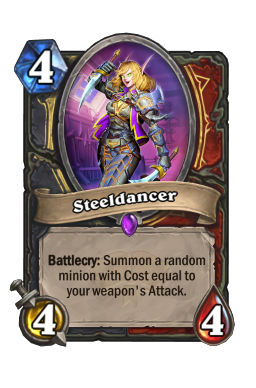 4
Steeldancer
Battlecry: Summon a random
minion with Cost equal to
your weapon's Attack.
4 4